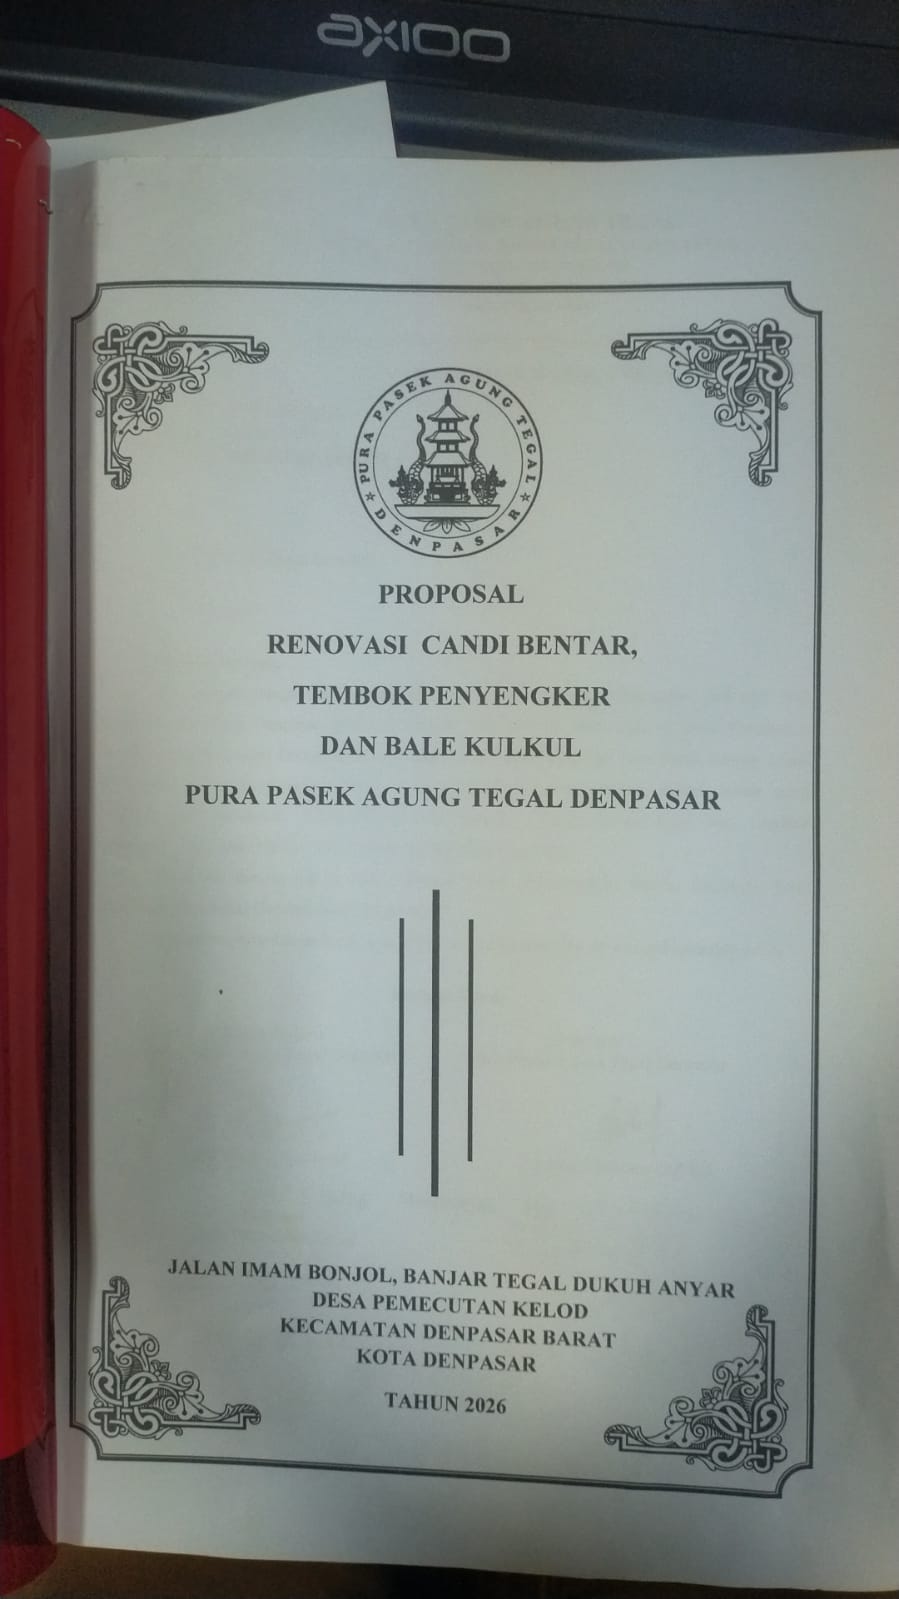 axioo
PURA PASEK AGUNG TEGAL
DENPASAR
PROPOSAL
RENOVASI CANDI BENTAR,
TEMBOK PENYENGKER
DAN BALE KULKUL
PURA PASEK AGUNG TEGAL DENPASAR
JALAN IMAM BONJOL, BANJAR TEGAL DUKUH ANYAR
DESA PEMECUTAN KELOD
KECAMATAN DENPASAR BARAT
KOTA DENPASAR
TAHUN 2026